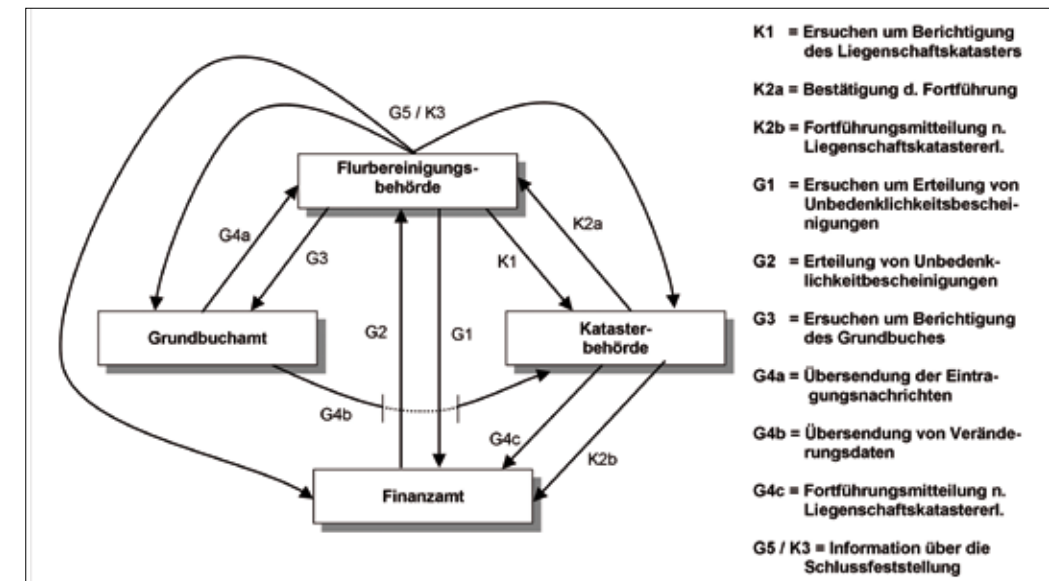 G5 / K3
Flurbereinigungs-
behörde
G4a
G3
K1
K2a
Grundbuchamt
G2
G1
Kataster-
behörde
G4b
G4c
K2b
Finanzamt
K1 = Ersuchen um Berichtigung
des Liegenschaftskatasters
K2a = Bestätigung d. Fortführung
K2b = Fortführungsmitteilung n.
Liegenschaftskatastererl.
G1 = Ersuchen um Erteilung von
Unbedenklichkeitsbeschei-
nigungen
G2 = Erteilung von Unbedenk-
lichkeitbescheinigungen
G3 = Ersuchen um Berichtigung
des Grundbuches
G4a = Übersendung der Eintra-
gungsnachrichten
G4b = Übersendung von Verände-
rungsdaten
G4c = Fortführungsmitteilung n.
Liegenschaftskatastererl.
G5 / K3 = Information über die
Schlussfeststellung